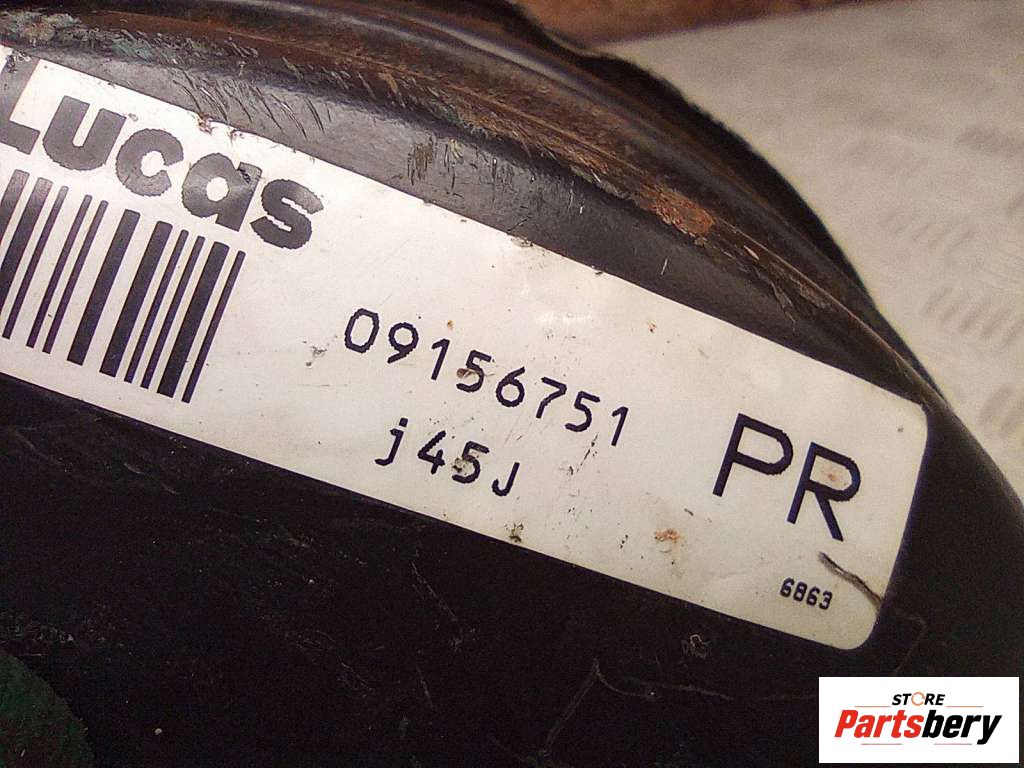 Lucas
09156751
j45J
PR
6863
STORE
Partsbery